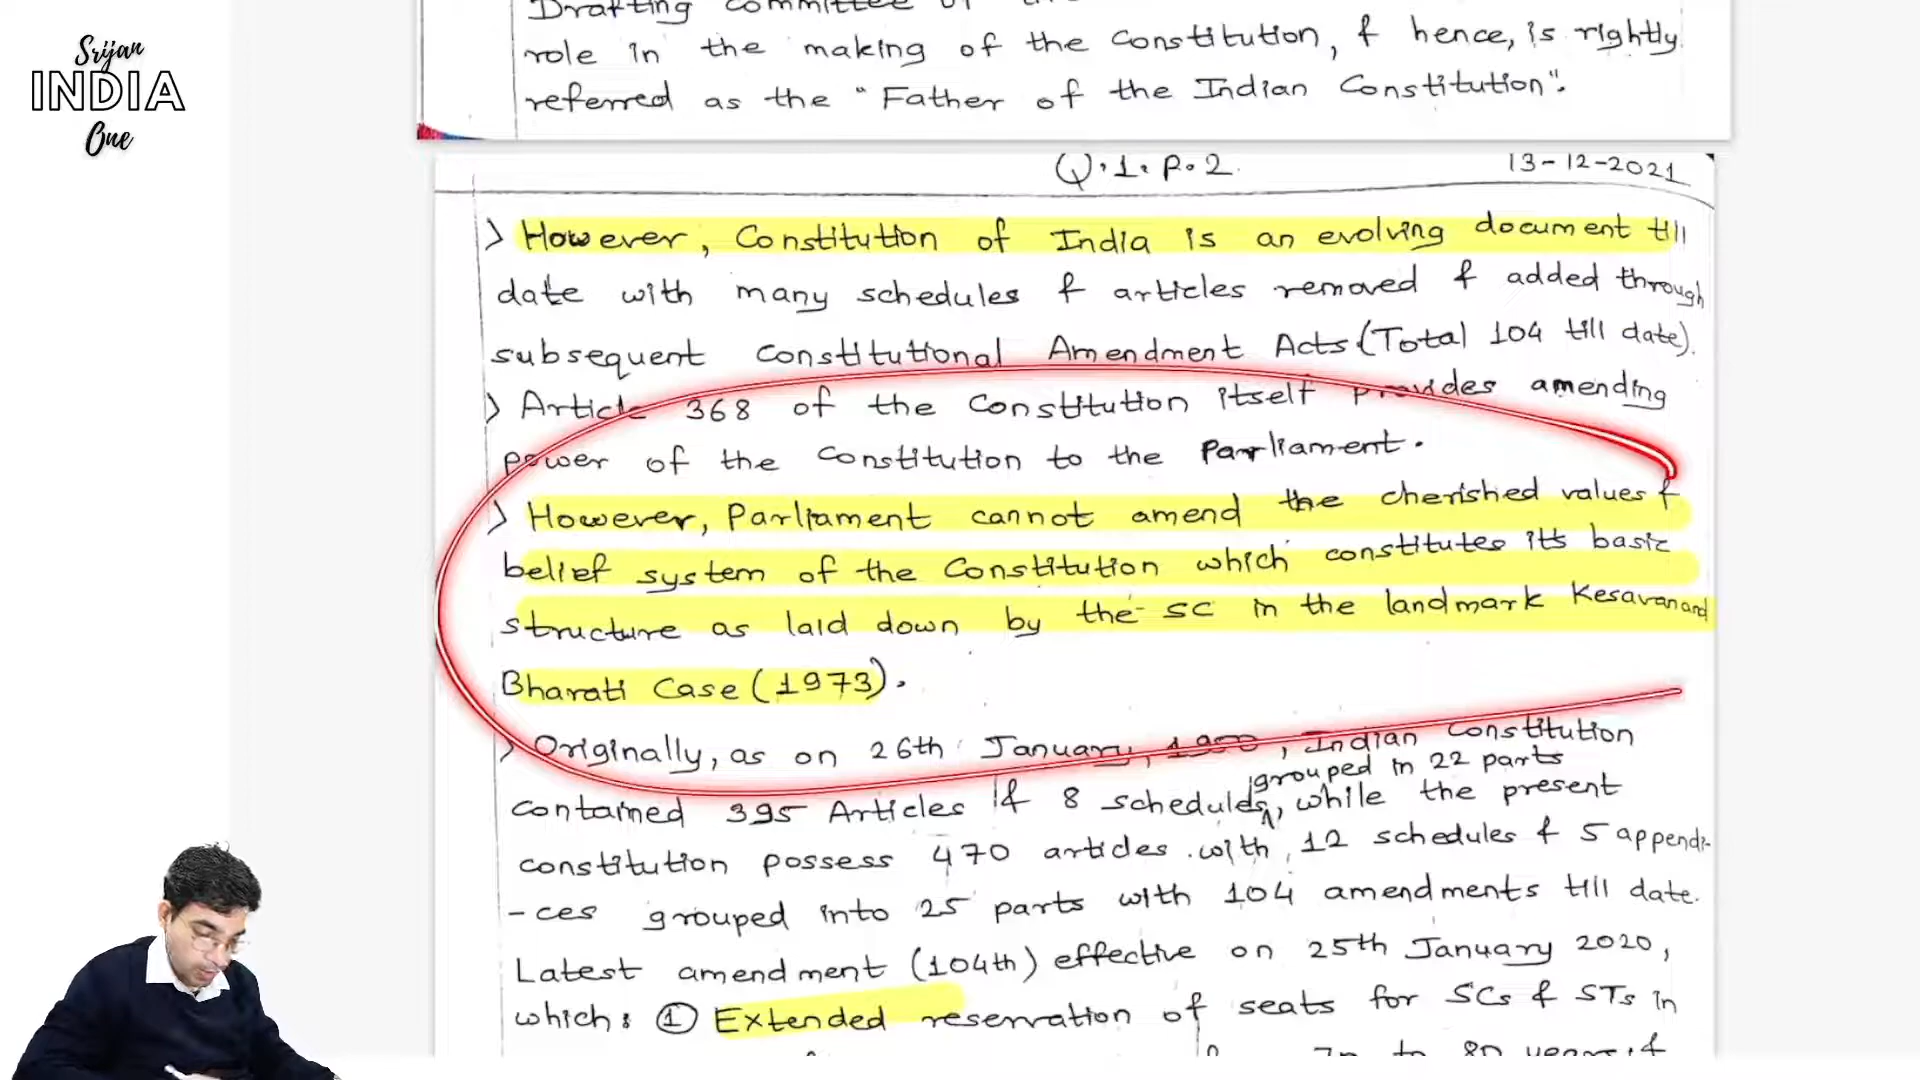 Srijan
INDIA
One
Drafting committee of
role in the making of the constitution, & hence, is rightly
referred as the "Father of the Indian Constitution".
Q.1. P.2.
13-12-2021
> However, Constitution of India is an evolving document till
date with many schedules & articles removed & added through
subsequent constitutional Amendment Acts (Total 104 till date).
> Article 368 of the Constitution itself provides amending
power of the Constitution to the Parliament.
> However, Parliament cannot amend the cherished values &
belief system of the Constitution which constitutes its basic
structure as laid down by the SC in the landmark Kesavanand
Bharati Case (1973).
> Originally, as on 26th January, 1950, Indian Constitution
contained 395 Articles & 8 schedules grouped in 22 parts, while the present
constitution possess 470 articles with 12 schedules & 5 appendi-
-ces grouped into 25 parts with 104 amendments till date.
Latest amendment (104th) effective on 25th January 2020,
which: ① Extended reservation of seats for SCs & STs in
70 to 80 years